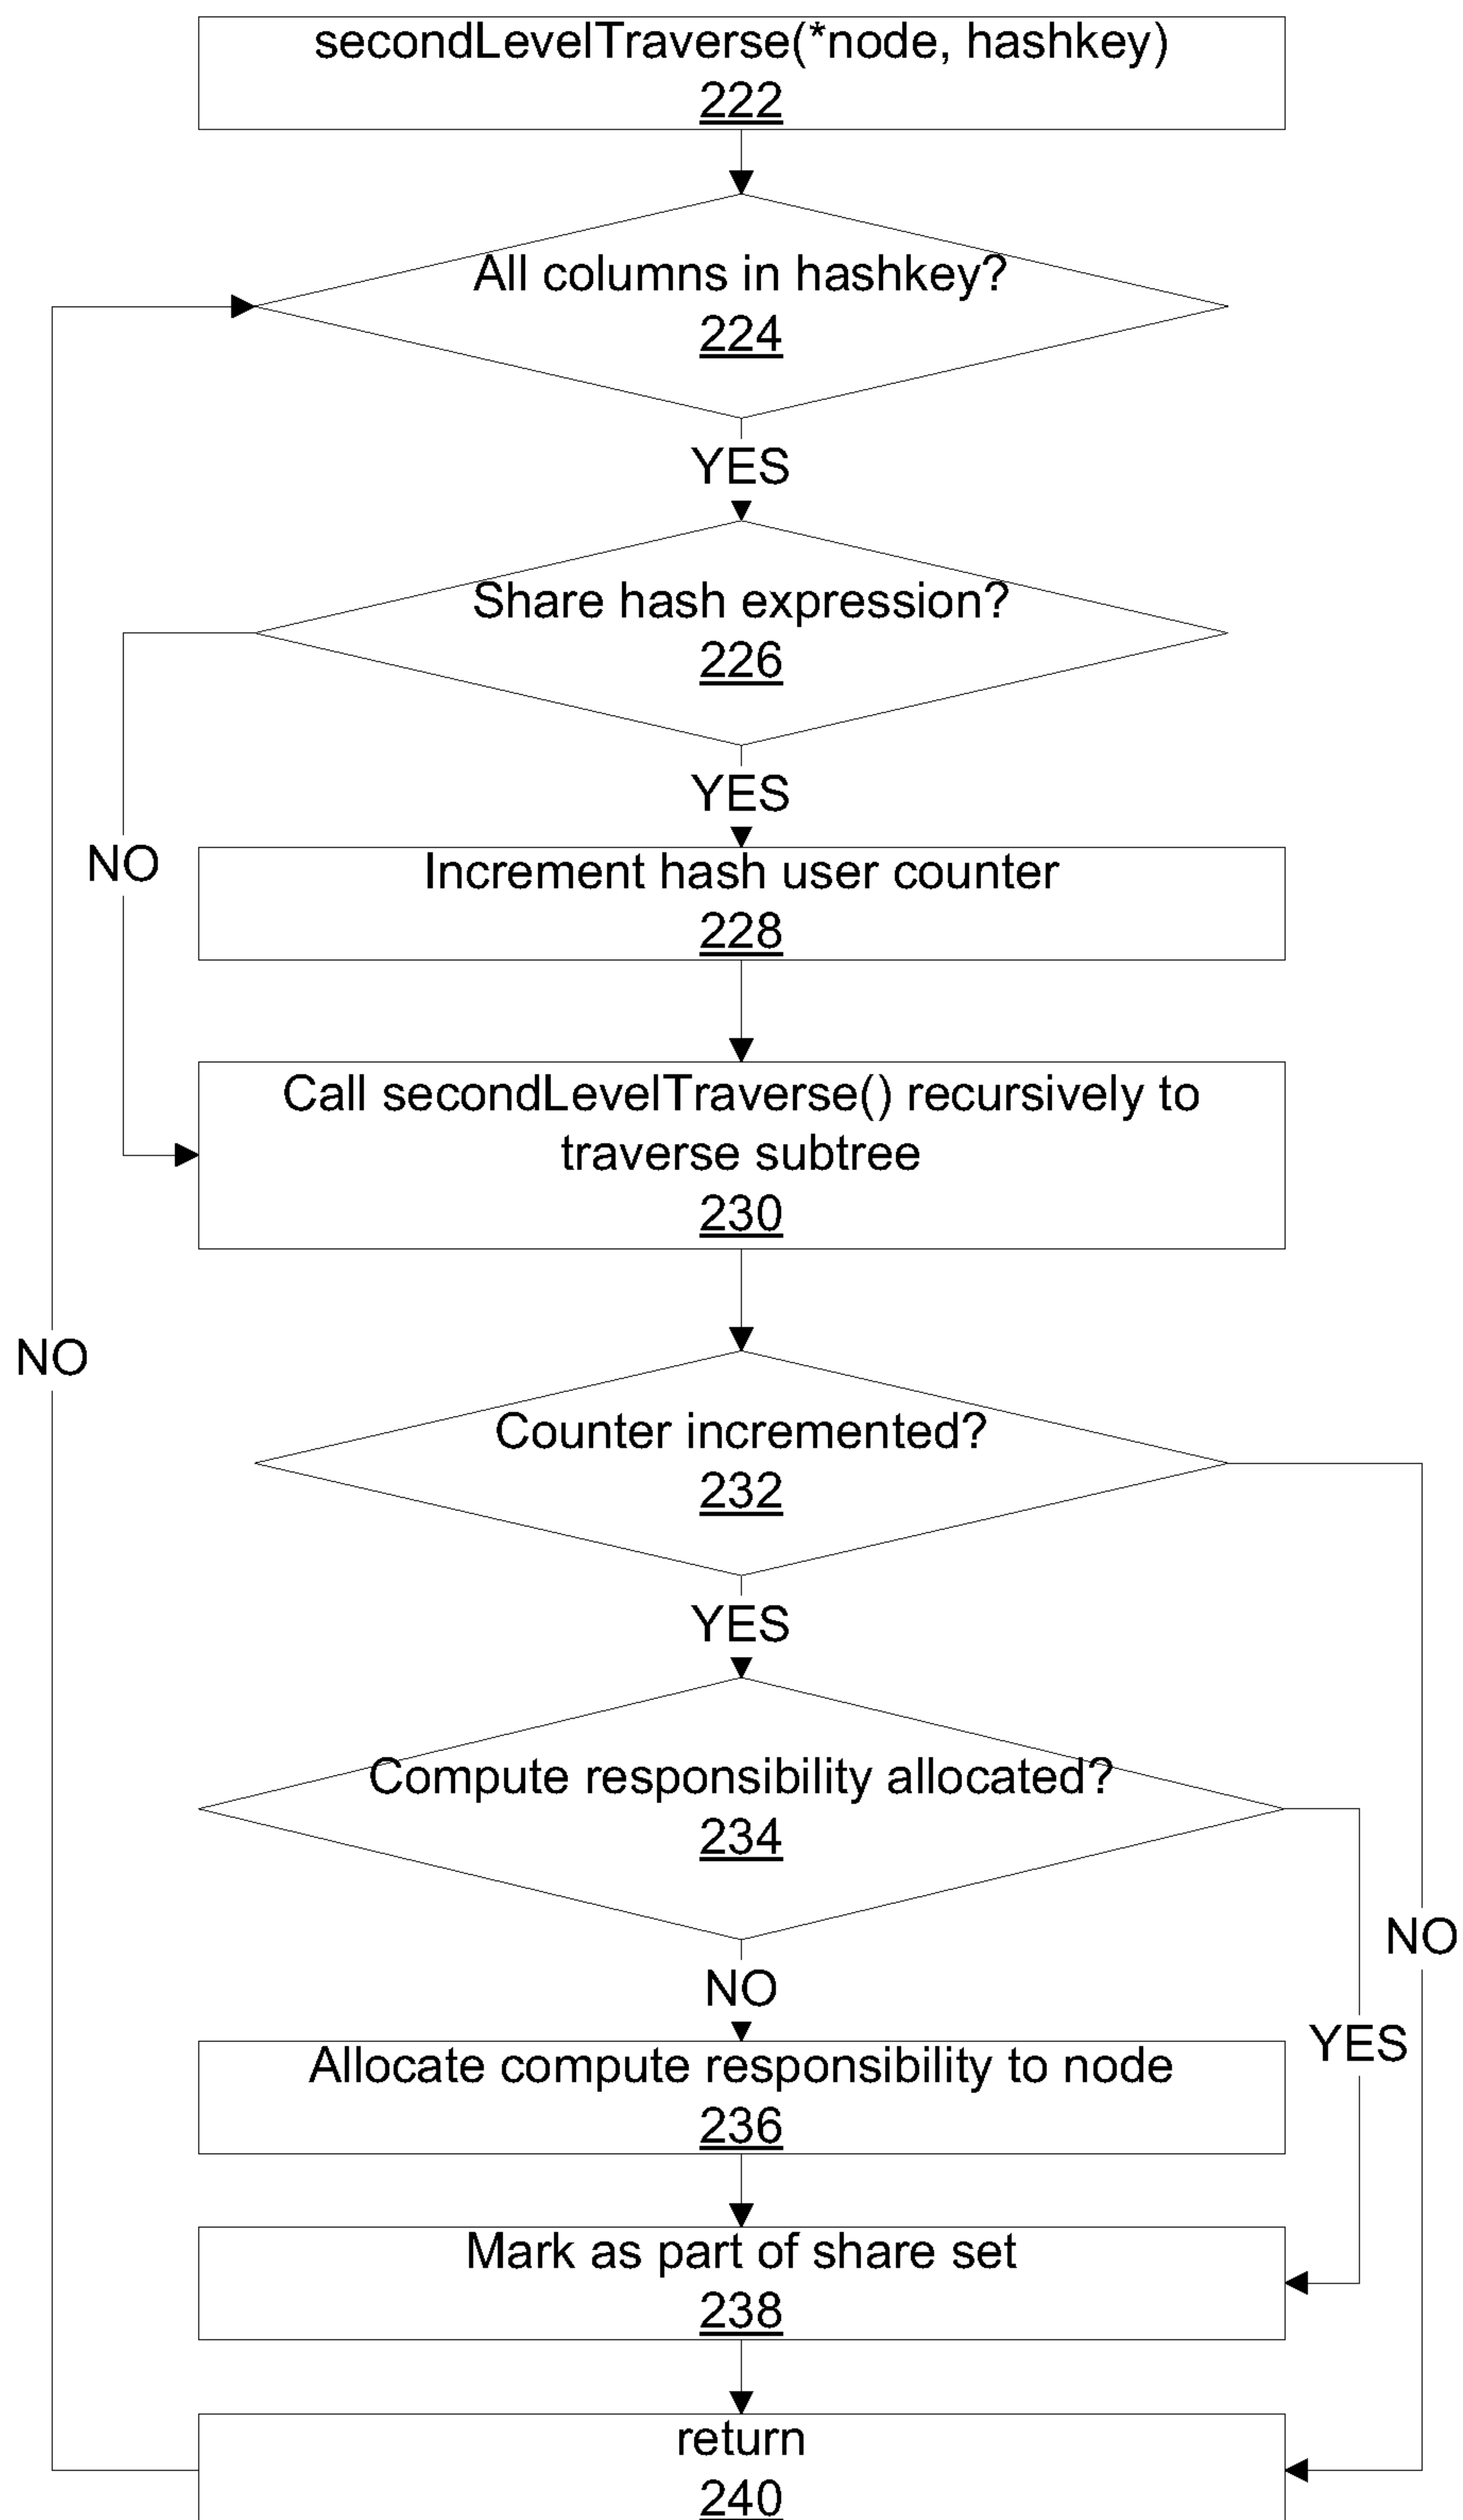 secondLevelTraverse(*node, hashkey)
222
All columns in hashkey?
224
YES
Share hash expression?
226
YES
NO
Increment hash user counter
228
Call secondLevelTraverse() recursively to
traverse subtree
230
NO
Counter incremented?
232
YES
Compute responsibility allocated?
234
NO
NO
YES
Allocate compute responsibility to node
236
Mark as part of share set
238
return
240